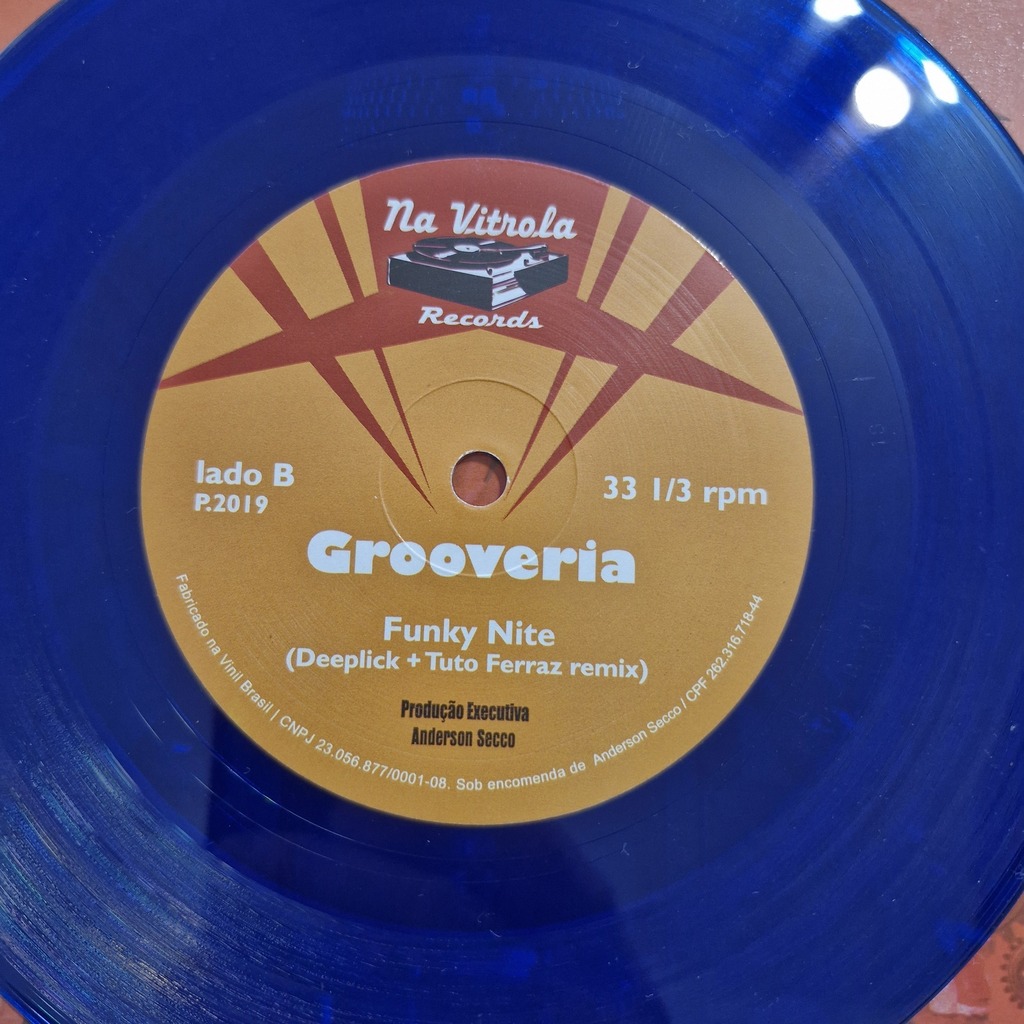 Na Vitrola
Records
lado B
P.2019
33 1/3 rpm
Grooveria
Funky Nite
(Deeplick + Tuto Ferraz remix)
Produção Executiva
Anderson Secco
Fabricado na Vinil Brasil | CNPJ 23.056.877/0001-08. Sob encomenda de Anderson Secco / CPF 262.316.718-44